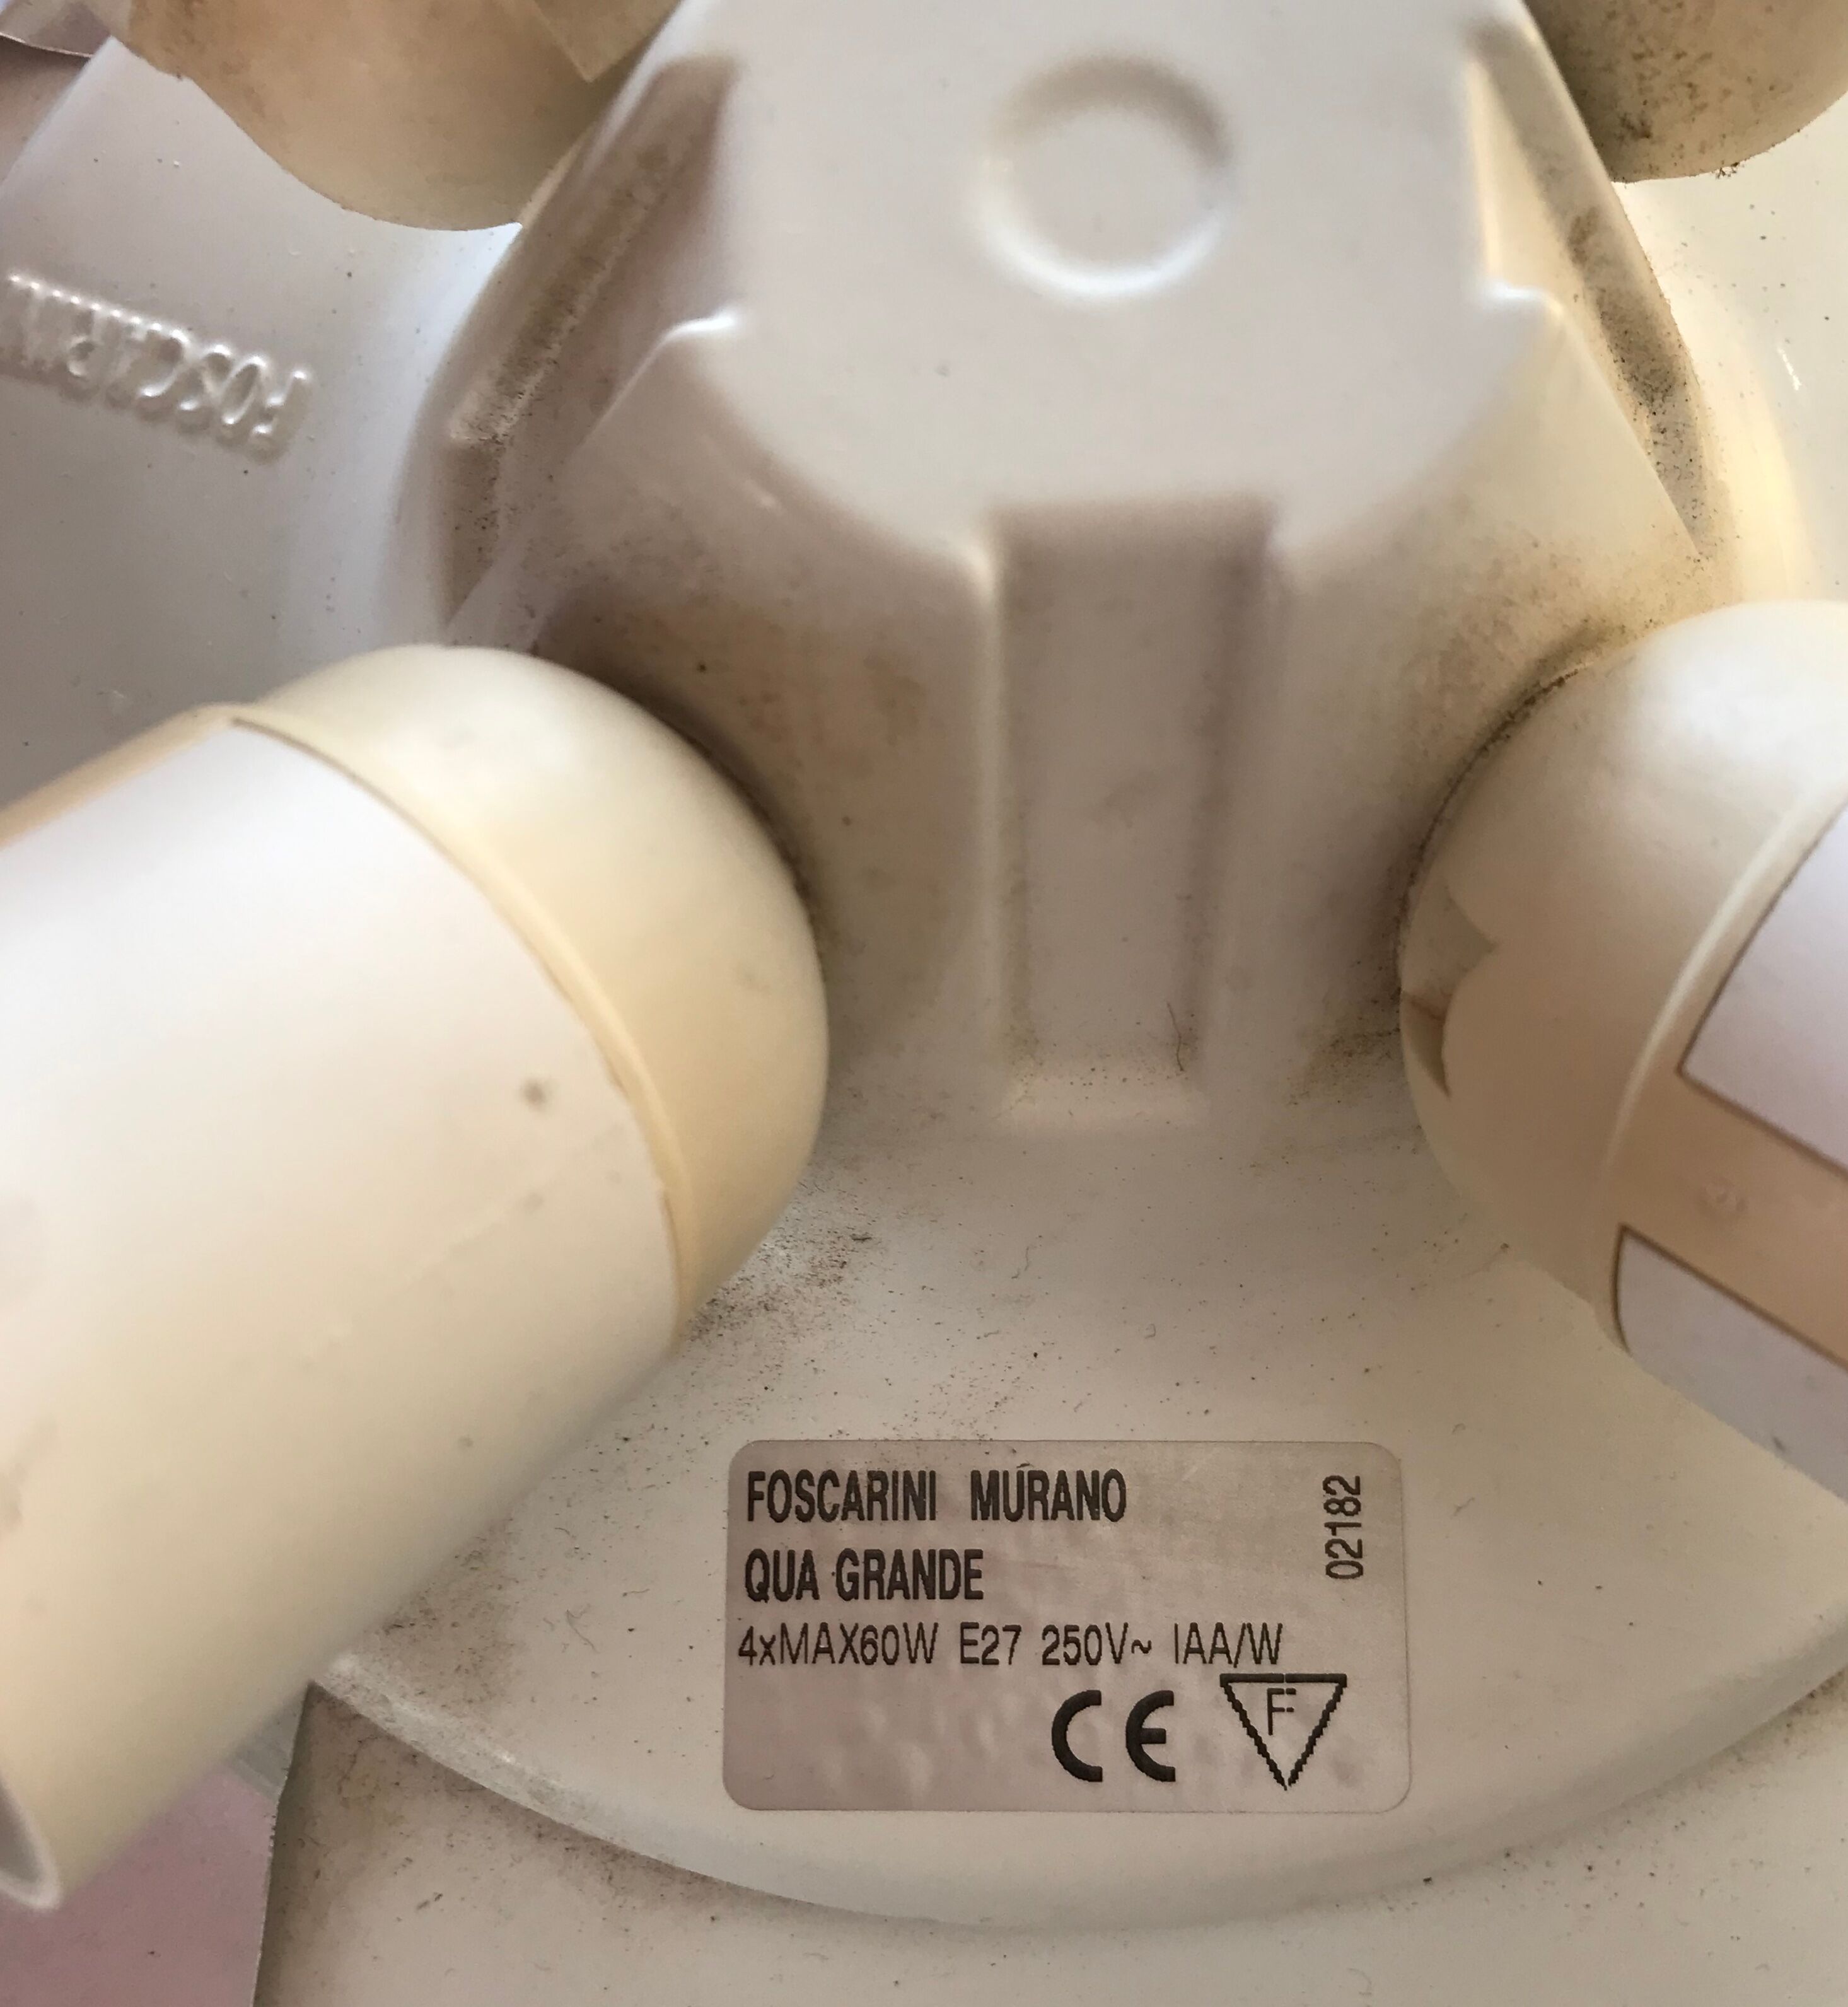 FOSCARINI
FOSCARINI MURANO
02182
QUA GRANDE
4xMAX60W E27 250V~ IAA/W
CE F